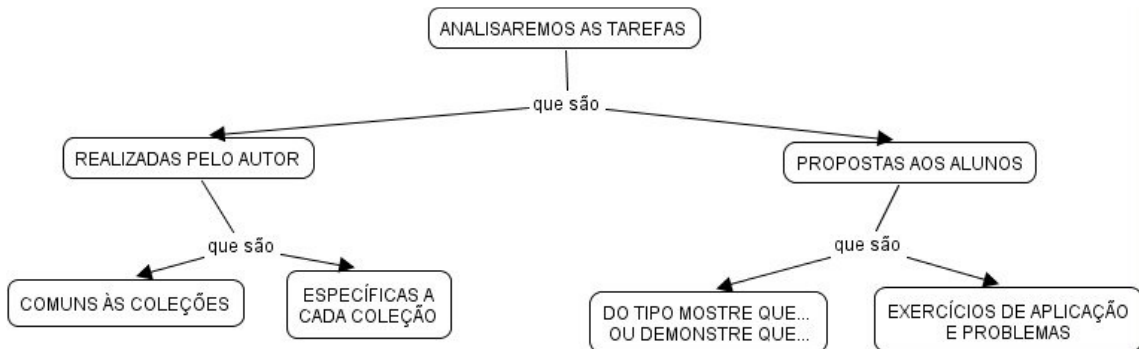 ANALISAREMOS AS TAREFAS
que são
REALIZADAS PELO AUTOR
PROPOSTAS AOS ALUNOS
que são
que são
COMUNS ÀS COLEÇÕES
ESPECÍFICAS A
CADA COLEÇÃO
DO TIPO MOSTRE QUE...
OU DEMONSTRE QUE...
EXERCÍCIOS DE APLICAÇÃO
E PROBLEMAS